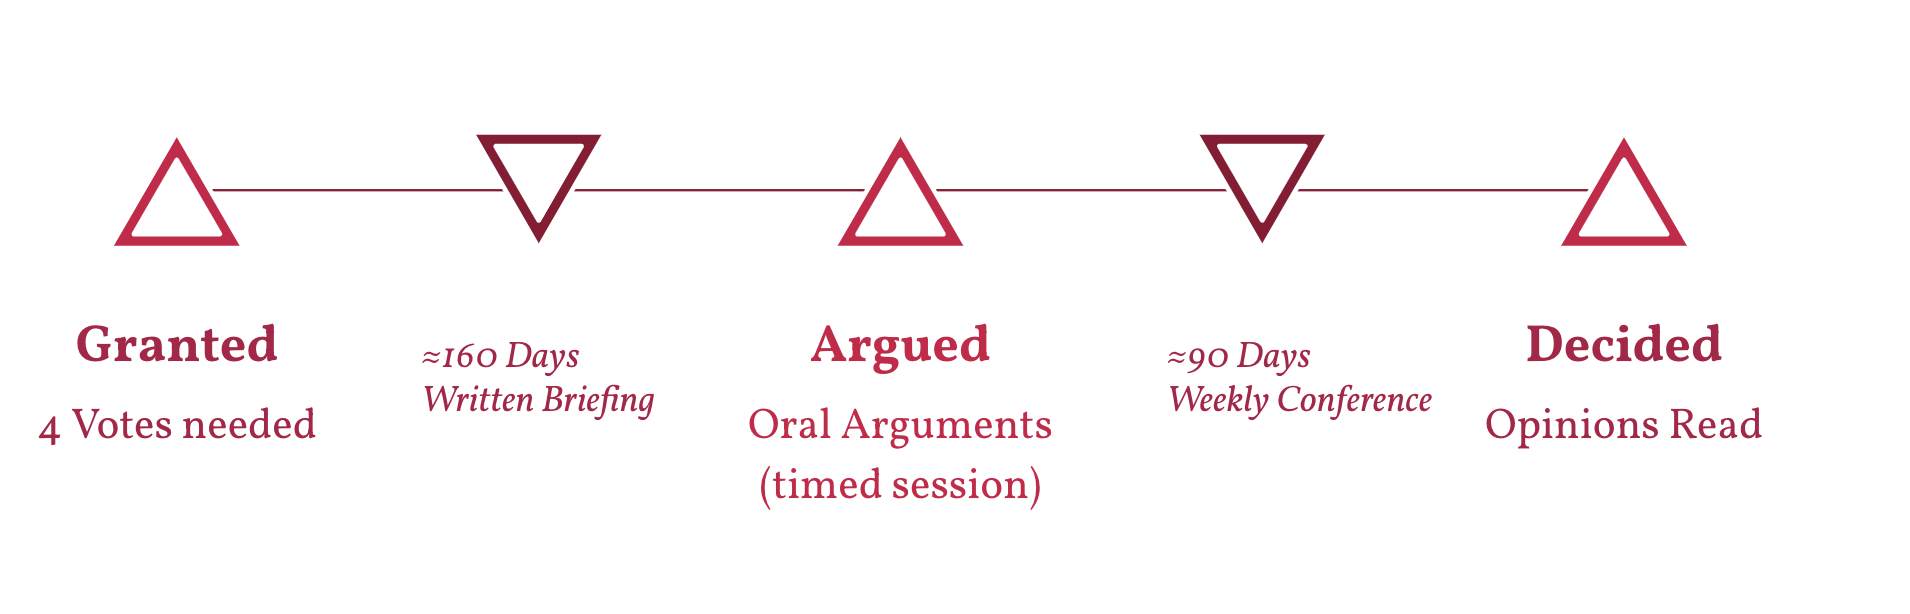 Granted
4 Votes needed
≈160 Days
Written Briefing
Argued
Oral Arguments
(timed session)
≈90 Days
Weekly Conference
Decided
Opinions Read